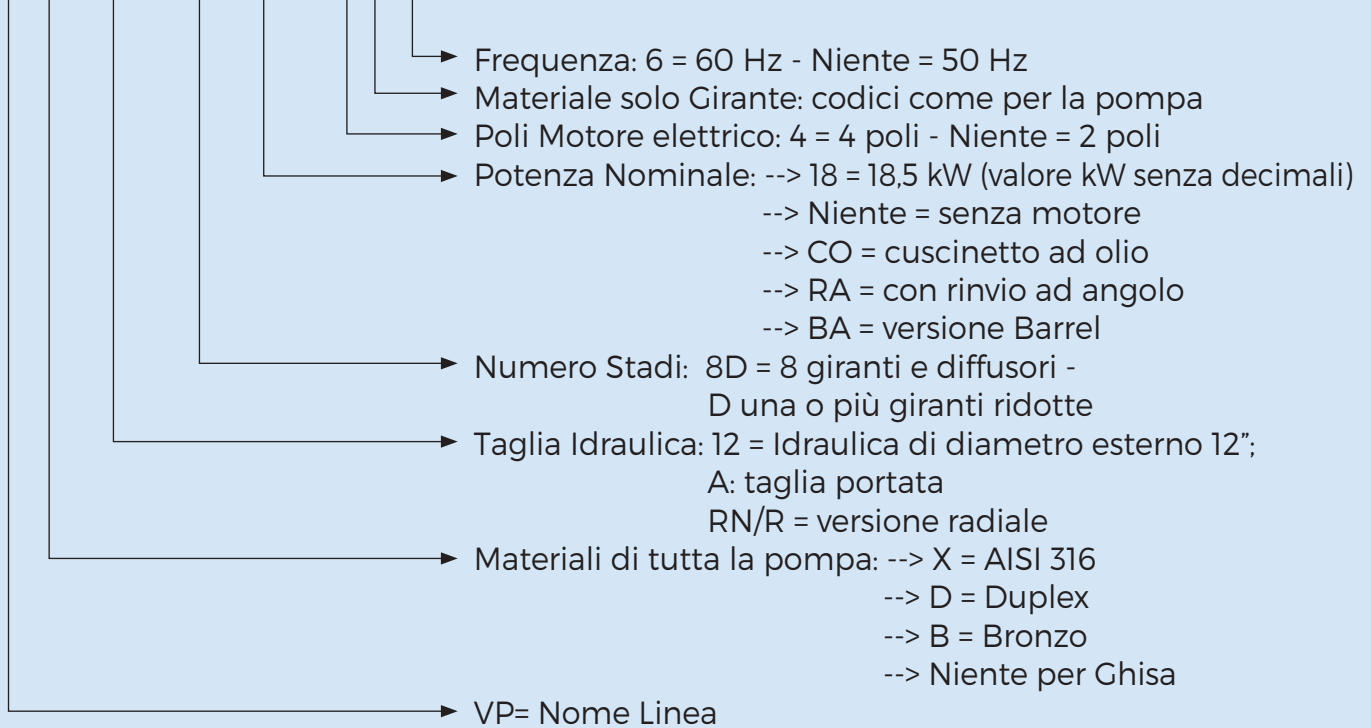 Frequenza: 6 = 60 Hz - Niente = 50 Hz
Materiale solo Girante: codici come per la pompa
Poli Motore elettrico: 4 = 4 poli - Niente = 2 poli
Potenza Nominale: --> 18 = 18,5 kW (valore kW senza decimali)
--> Niente = senza motore
--> CO = cuscinetto ad olio
--> RA = con rinvio ad angolo
--> BA = versione Barrel
Numero Stadi: 8D = 8 giranti e diffusori -
D una o più giranti ridotte
Taglia Idraulica: 12 = Idraulica di diametro esterno 12”;
A: taglia portata
RN/R = versione radiale
Materiali di tutta la pompa: --> X = AISI 316
--> D = Duplex
--> B = Bronzo
--> Niente per Ghisa
VP= Nome Linea